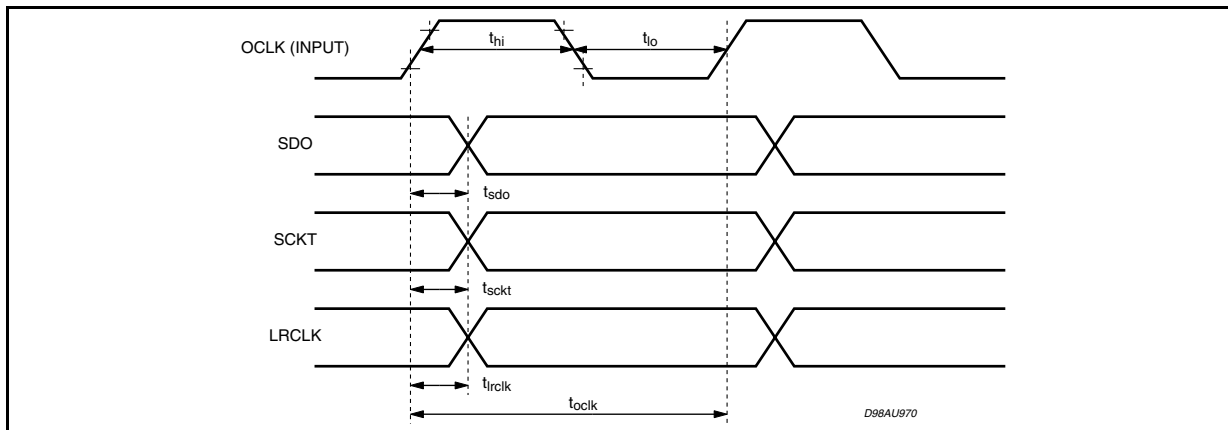 OCLK (INPUT)
thi
tlo
SDO
tsdo
SCKT
tsckt
LRCLK
tlrclk
toclk
D98AU970